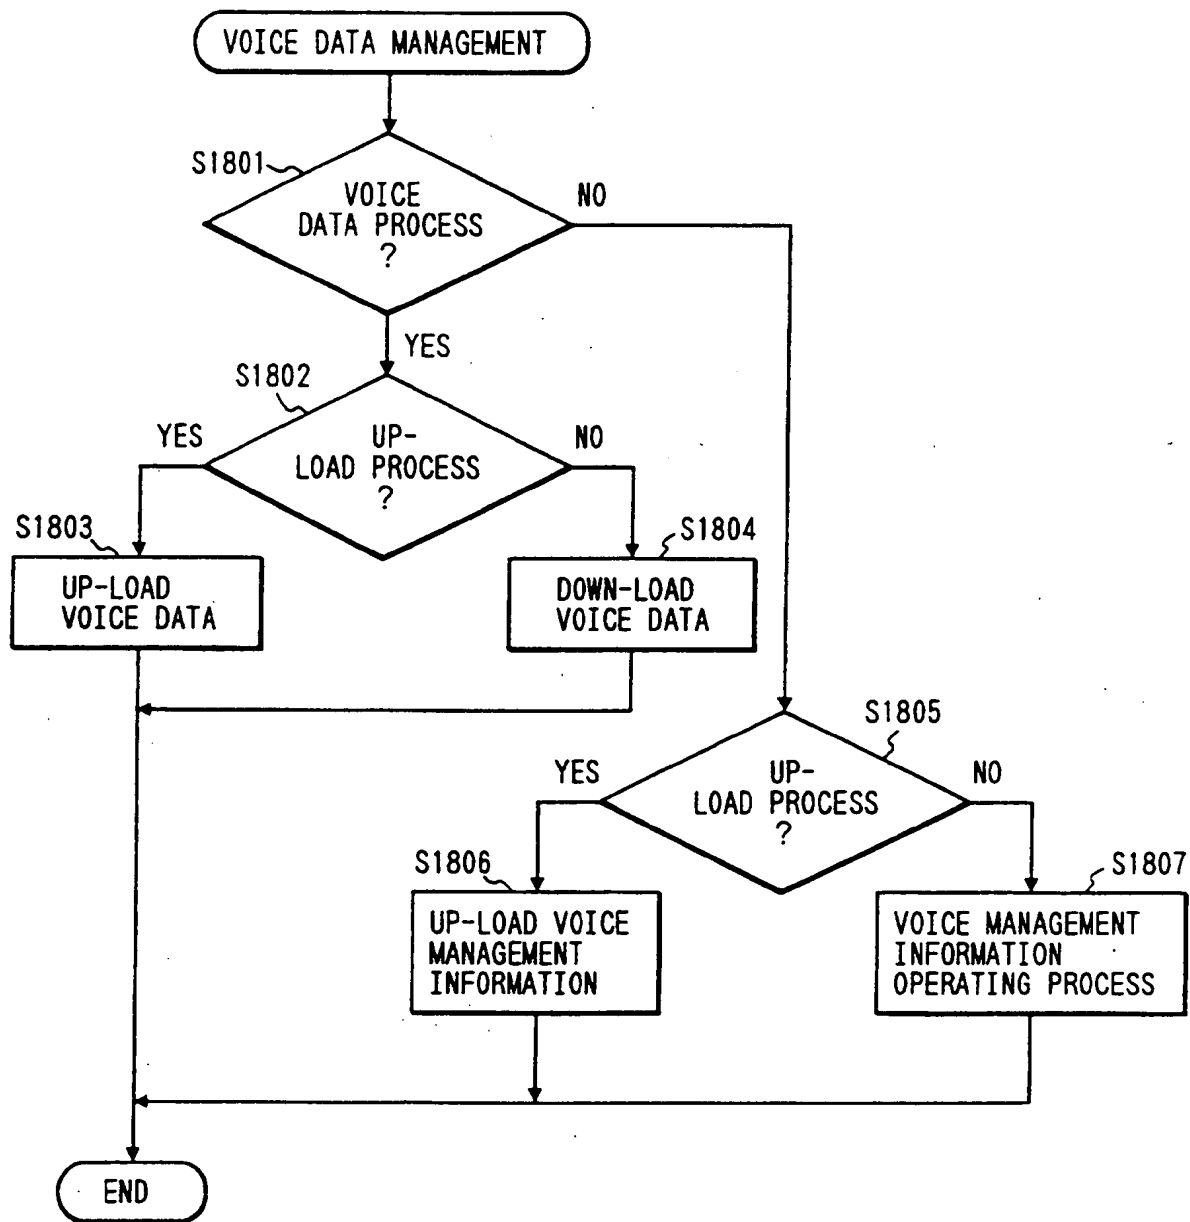 VOICE DATA MANAGEMENT
S1801
VOICE
DATA PROCESS
?
NO
YES
S1802
YES
UP-
LOAD PROCESS
?
NO
S1803
UP-LOAD
VOICE DATA
S1804
DOWN-LOAD
VOICE DATA
S1805
YES
UP-
LOAD PROCESS
?
NO
S1806
UP-LOAD VOICE
MANAGEMENT
INFORMATION
S1807
VOICE MANAGEMENT
INFORMATION
OPERATING PROCESS
END